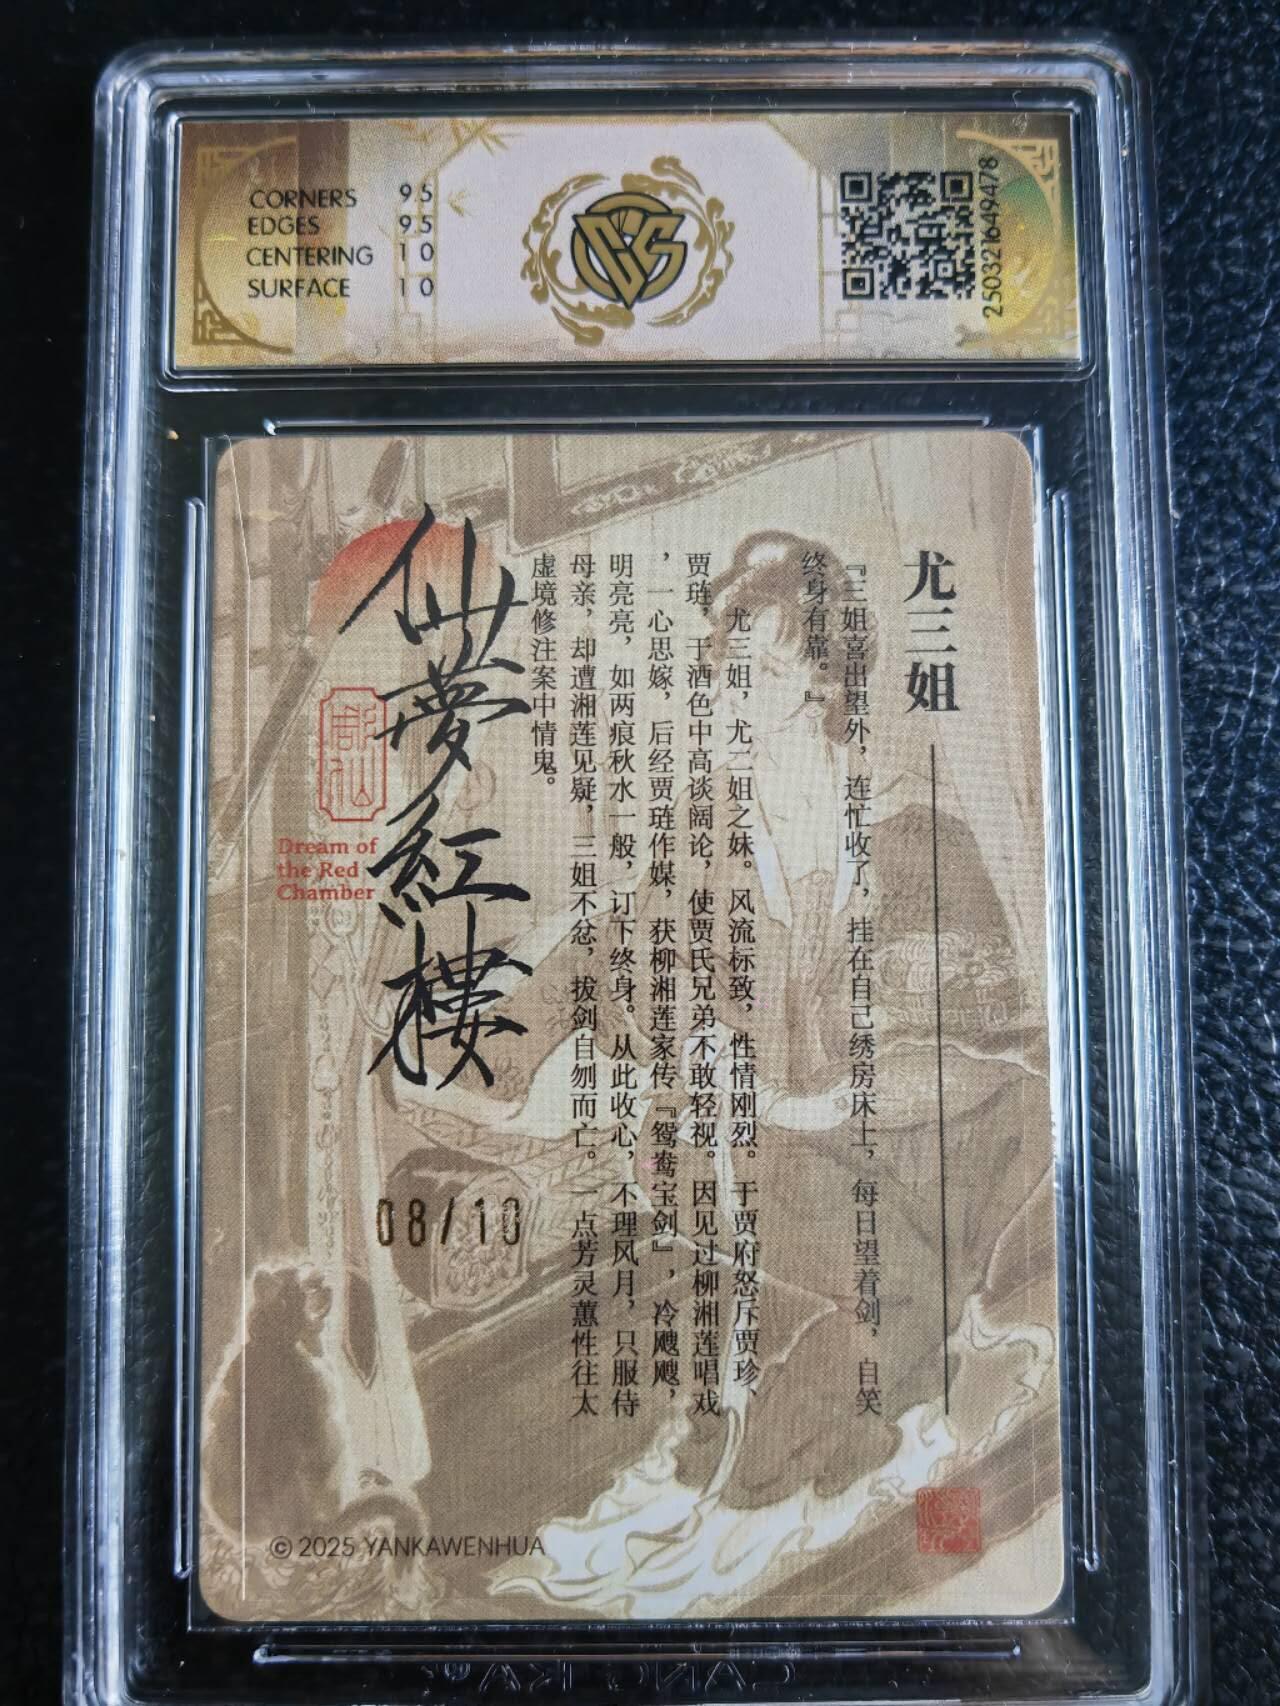 CORNERS 9.5
EDGES 9.5
CENTERING 10
SURFACE 10
CCS
250321649478
尤三姐
『三姐喜出望外，连忙收了，挂在自己绣房床上，每日望着剑，自笑
终身有靠。』
尤三姐，尤二姐之妹。风流标致，性情刚烈。于贾府怒斥贾珍、
贾琏，于酒色中高谈阔论，使贾氏兄弟不敢轻视。因见过柳湘莲唱戏
，一心思嫁，后经贾琏作媒，获柳湘莲家传『鸳鸯宝剑』，冷飕飕，
明亮亮，如两痕秋水一般，订下终身。从此收心，不理风月，只服侍
母亲，却遭湘莲见疑，三姐不忿，拔剑自刎而亡。一点芳灵蕙性往太
虚境修注案中情鬼。
仙夢紅樓
Dream of
the Red
Chamber
08/10
© 2025 YANKAWENHUA